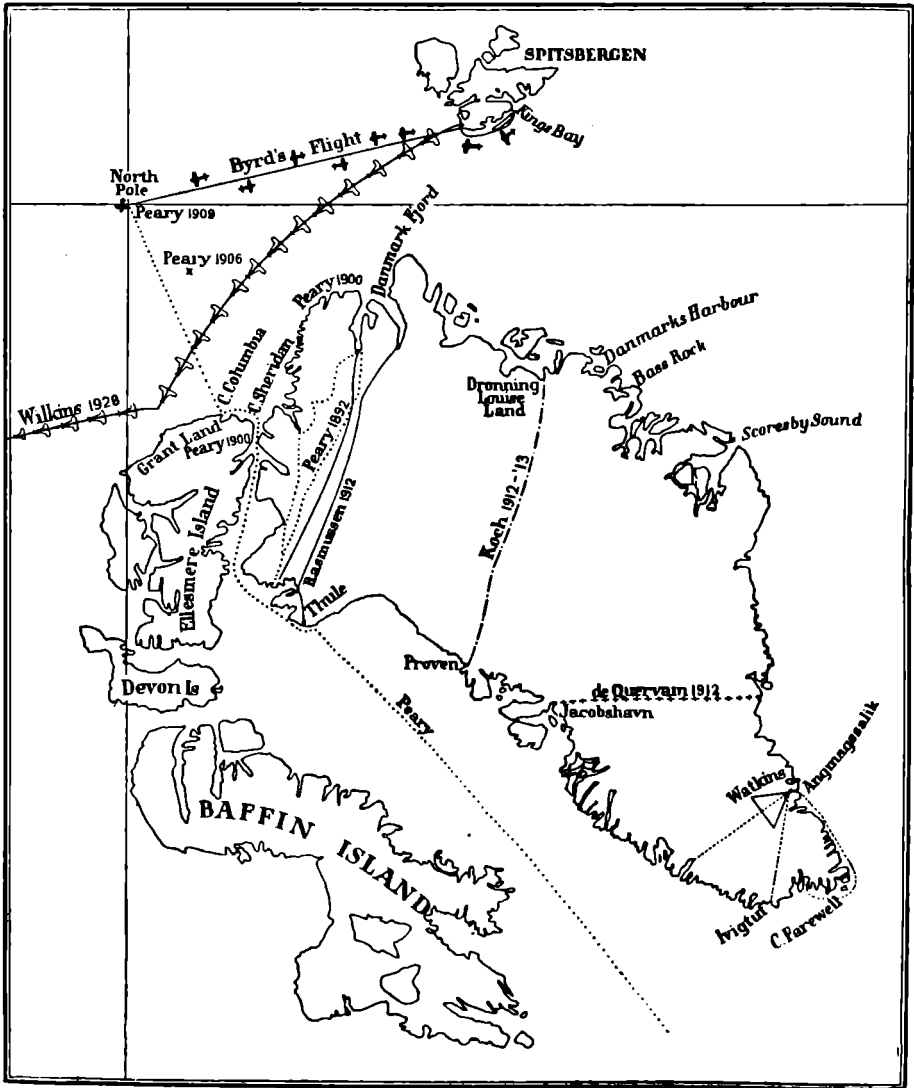 SPITSBERGEN
Kings Bay
Byrd's Flight
North
Pole
Peary 1909
Peary 1906
Danmark Fjord
Peary 1900
C. Columbia
C. Sheridan
Wilkins 1928
Grant Land
Peary 1900
Peary 1892
Rasmussen 1912
Dronning
Louise
Land
Danmarks Harbour
Bass Rock
Scoresby Sound
Koch 1912-'13
Ellesmere Island
Thule
Devon Is
Proven
de Quervain 1912
Jacobshavn
Peary
Watkins
Angmagssalik
BAFFIN ISLAND
Ivigtut
C. Farewell